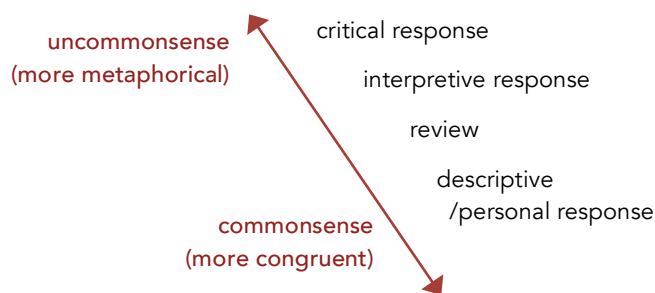 critical response
uncommonsense
(more metaphorical)
interpretive response
review
descriptive
/personal response
commonsense
(more congruent)